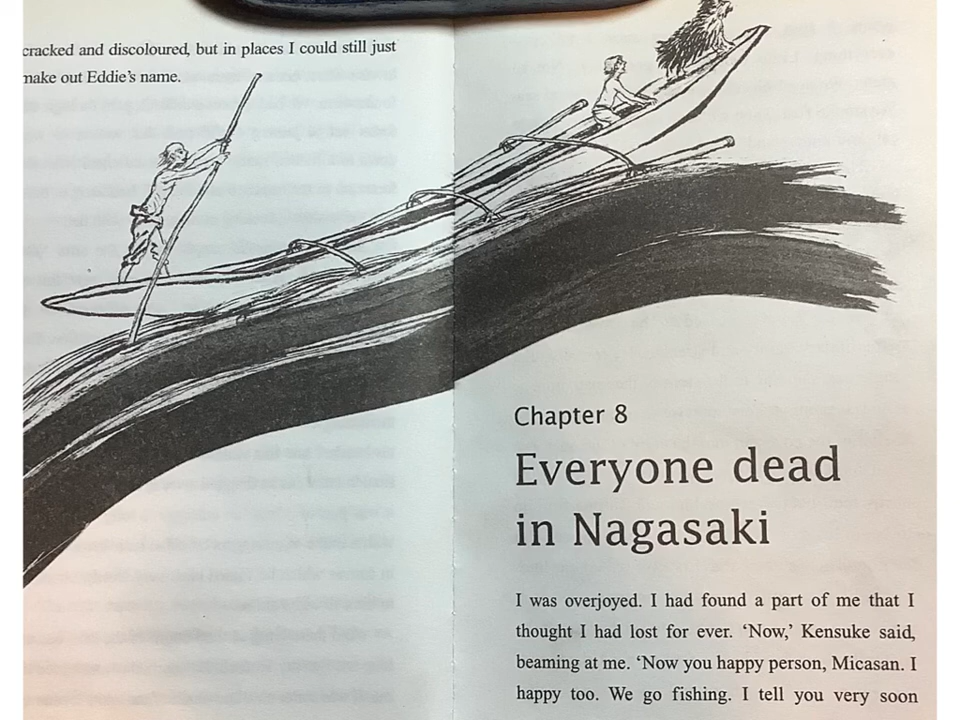 cracked and discoloured, but in places I could still just
make out Eddie's name.
Chapter 8
Everyone dead
in Nagasaki
I was overjoyed. I had found a part of me that I
thought I had lost for ever. ‘Now,’ Kensuke said,
beaming at me. ‘Now you happy person, Micasan. I
happy too. We go fishing. I tell you very soon